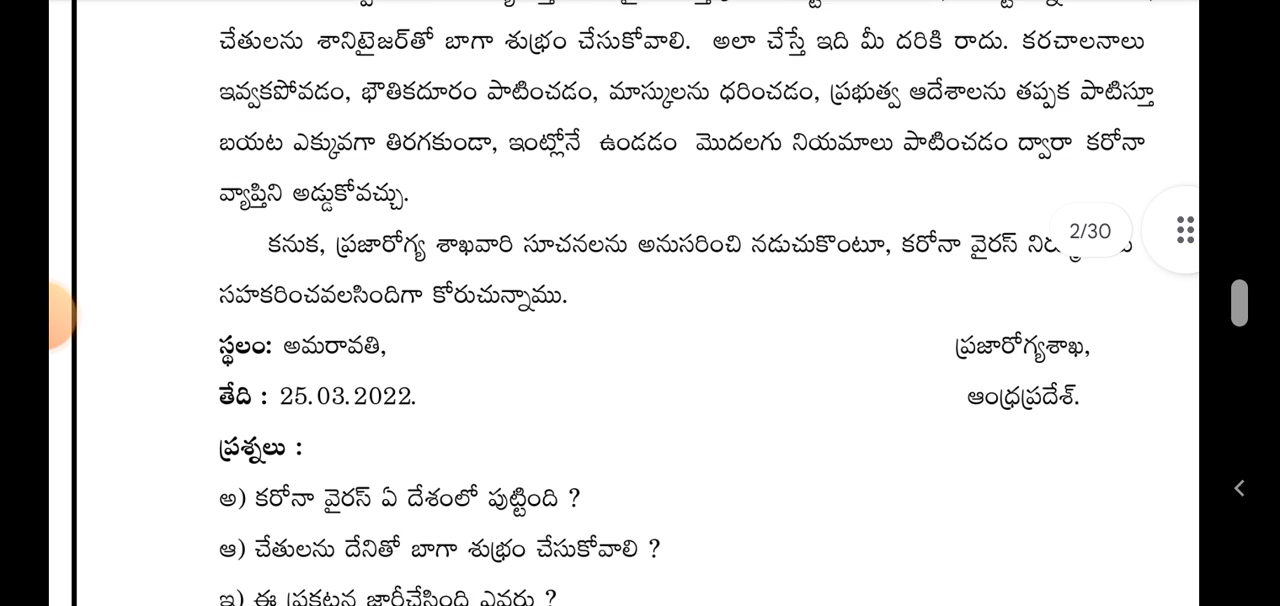 చేతులను శానిటైజర్‌తో బాగా శుభ్రం చేసుకోవాలి. అలా చేస్తే ఇది మీ దరికి రాదు. కరచాలనాలు
ఇవ్వకపోవడం, భౌతికదూరం పాటించడం, మాస్కులను ధరించడం, ప్రభుత్వ ఆదేశాలను తప్పక పాటిస్తూ
బయట ఎక్కువగా తిరగకుండా, ఇంట్లోనే ఉండడం మొదలగు నియమాలు పాటించడం ద్వారా కరోనా
వ్యాప్తిని అడ్డుకోవచ్చు.
కనుక, ప్రజారోగ్య శాఖవారి సూచనలను అనుసరించి నడుచుకొంటూ, కరోనా వైరస్
2/30
సహకరించవలసిందిగా కోరుచున్నాము.
స్థలం: అమరావతి, ప్రజారోగ్యశాఖ,
తేది : 25.03.2022. ఆంధ్రప్రదేశ్.
ప్రశ్నలు :
అ) కరోనా వైరస్ ఏ దేశంలో పుట్టింది ?
ఆ) చేతులను దేనితో బాగా శుభ్రం చేసుకోవాలి ?
ఇ) ఈ ప్రకటన జారీచేసింది ఎవరు ?